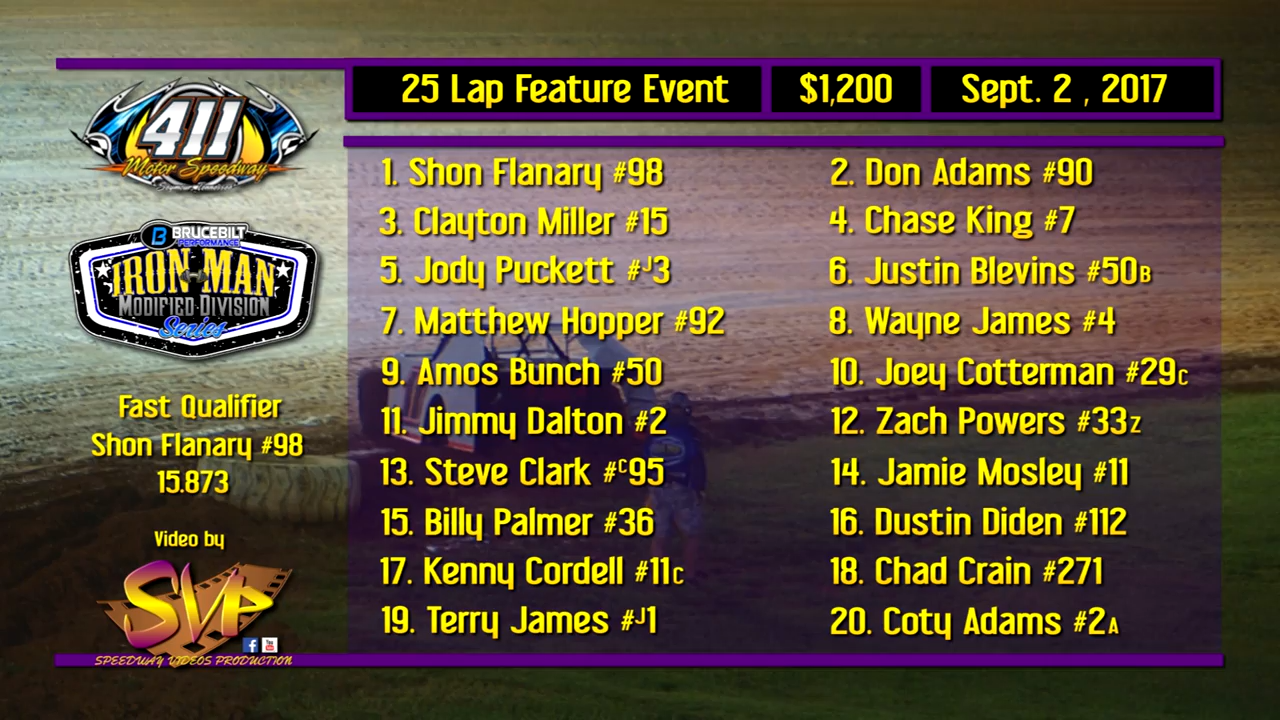 25 Lap Feature Event
$1,200
Sept. 2 , 2017
411
Motor Speedway
Seymour, Tennessee
B BRUCEBILT
PERFORMANCE
IRON-MAN
MODIFIED DIVISION
Series
Fast Qualifier
Shon Flanary #98
15.873
Video by
SVP
SPEEDWAY VIDEOS PRODUCTION
1. Shon Flanary #98
2. Don Adams #90
3. Clayton Miller #15
4. Chase King #7
5. Jody Puckett #J3
6. Justin Blevins #50B
7. Matthew Hopper #92
8. Wayne James #4
9. Amos Bunch #50
10. Joey Cotterman #29C
11. Jimmy Dalton #2
12. Zach Powers #33Z
13. Steve Clark #C95
14. Jamie Mosley #11
15. Billy Palmer #36
16. Dustin Diden #112
17. Kenny Cordell #11C
18. Chad Crain #271
19. Terry James #J1
20. Coty Adams #2A